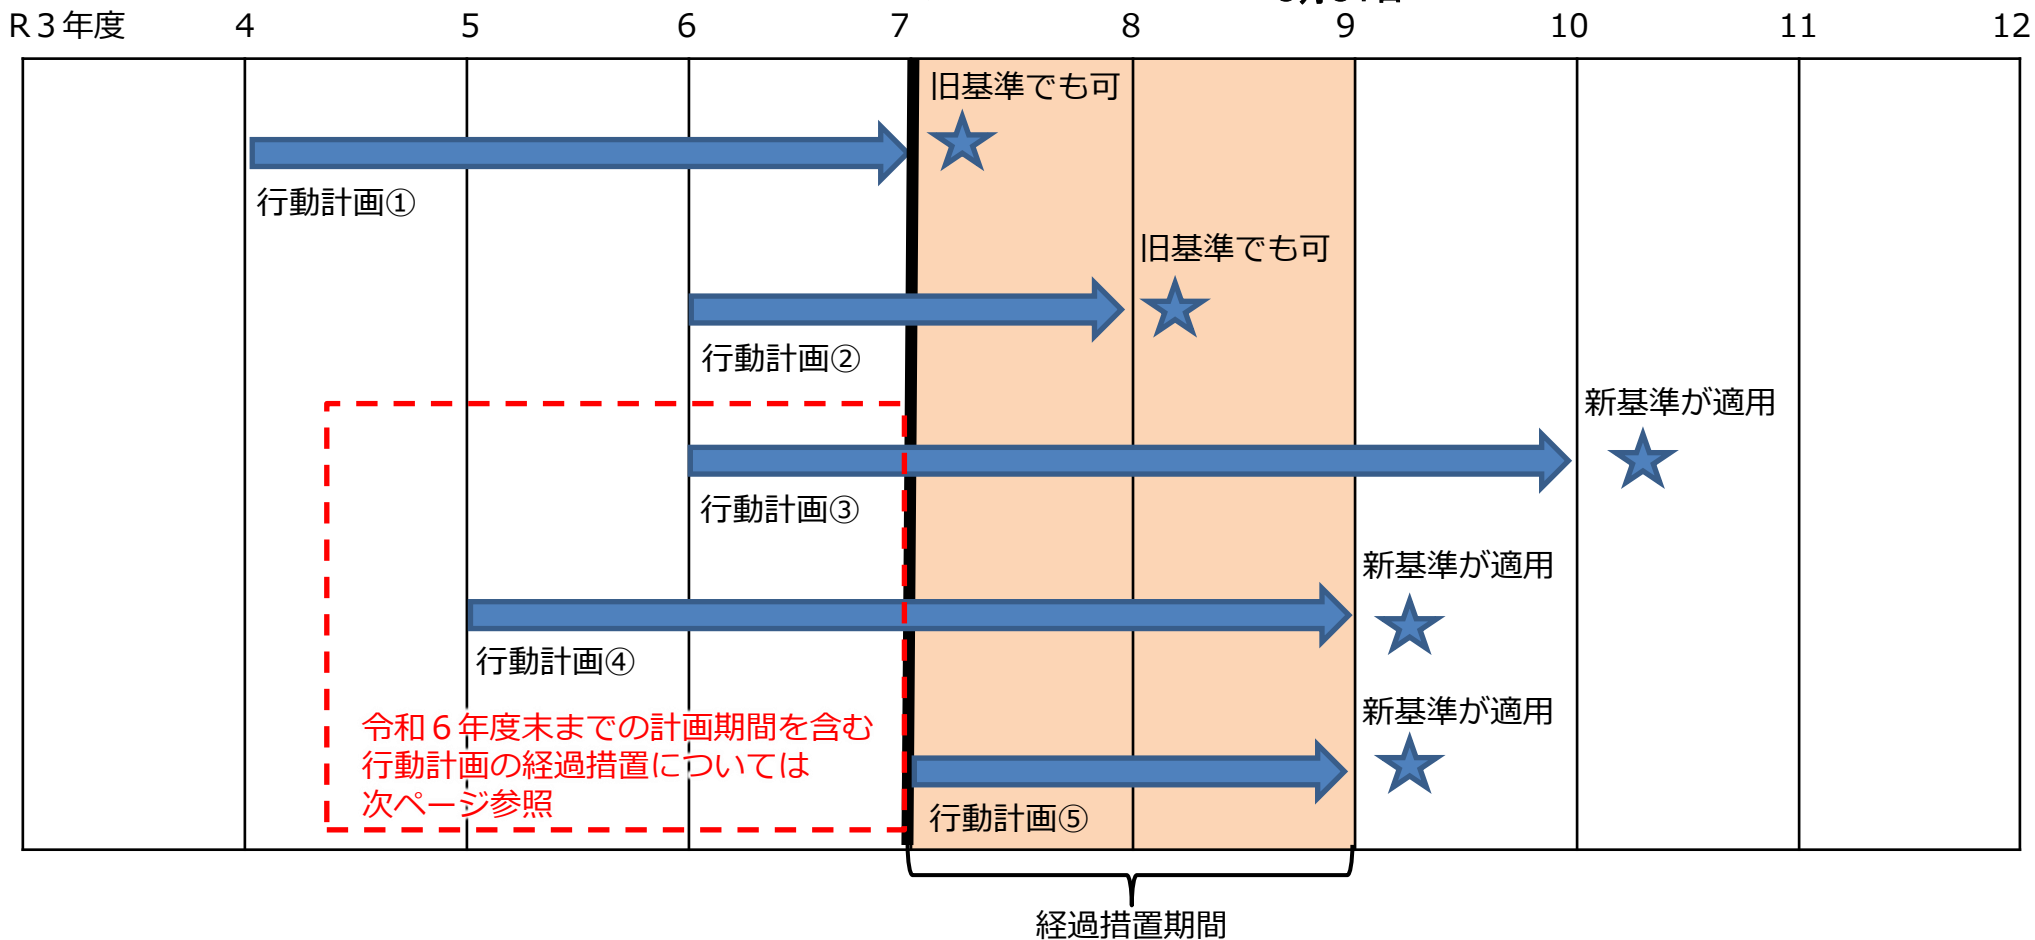 R３年度 4 5 6 7 8 9 10 11 12
旧基準でも可
行動計画①
旧基準でも可
行動計画②
新基準が適用
行動計画③
新基準が適用
行動計画④
新基準が適用
令和６年度末までの計画期間を含む
行動計画の経過措置については
次ページ参照
行動計画⑤
経過措置期間